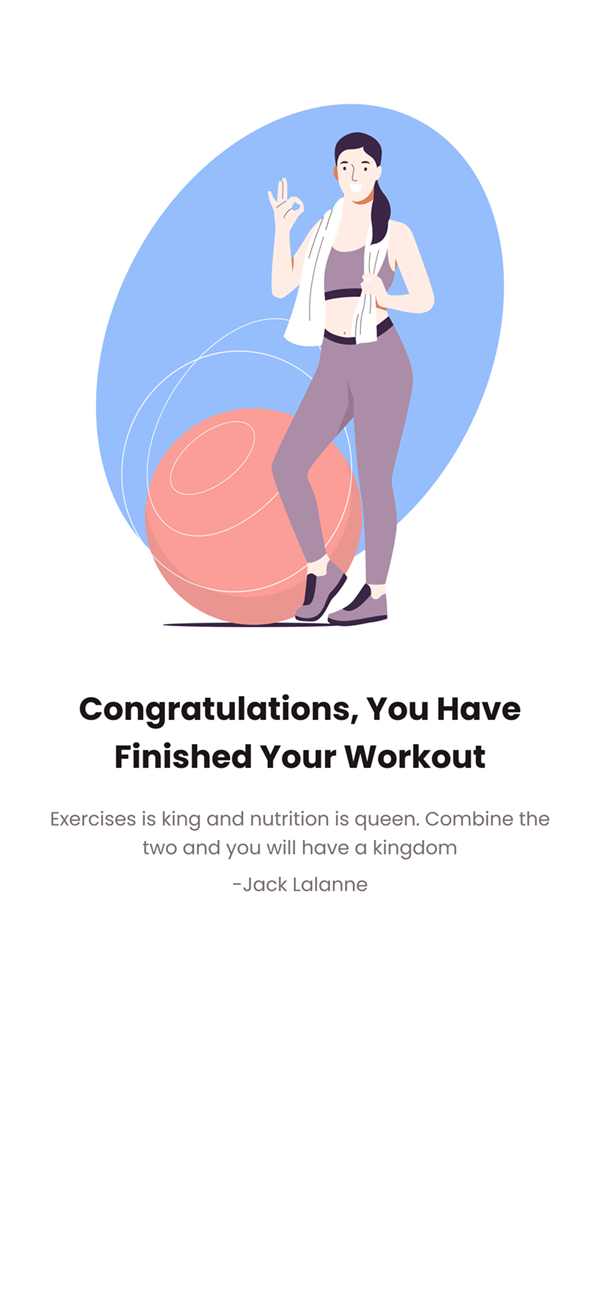 Congratulations, You Have
Finished Your Workout
Exercises is king and nutrition is queen. Combine the
two and you will have a kingdom
-Jack Lalanne